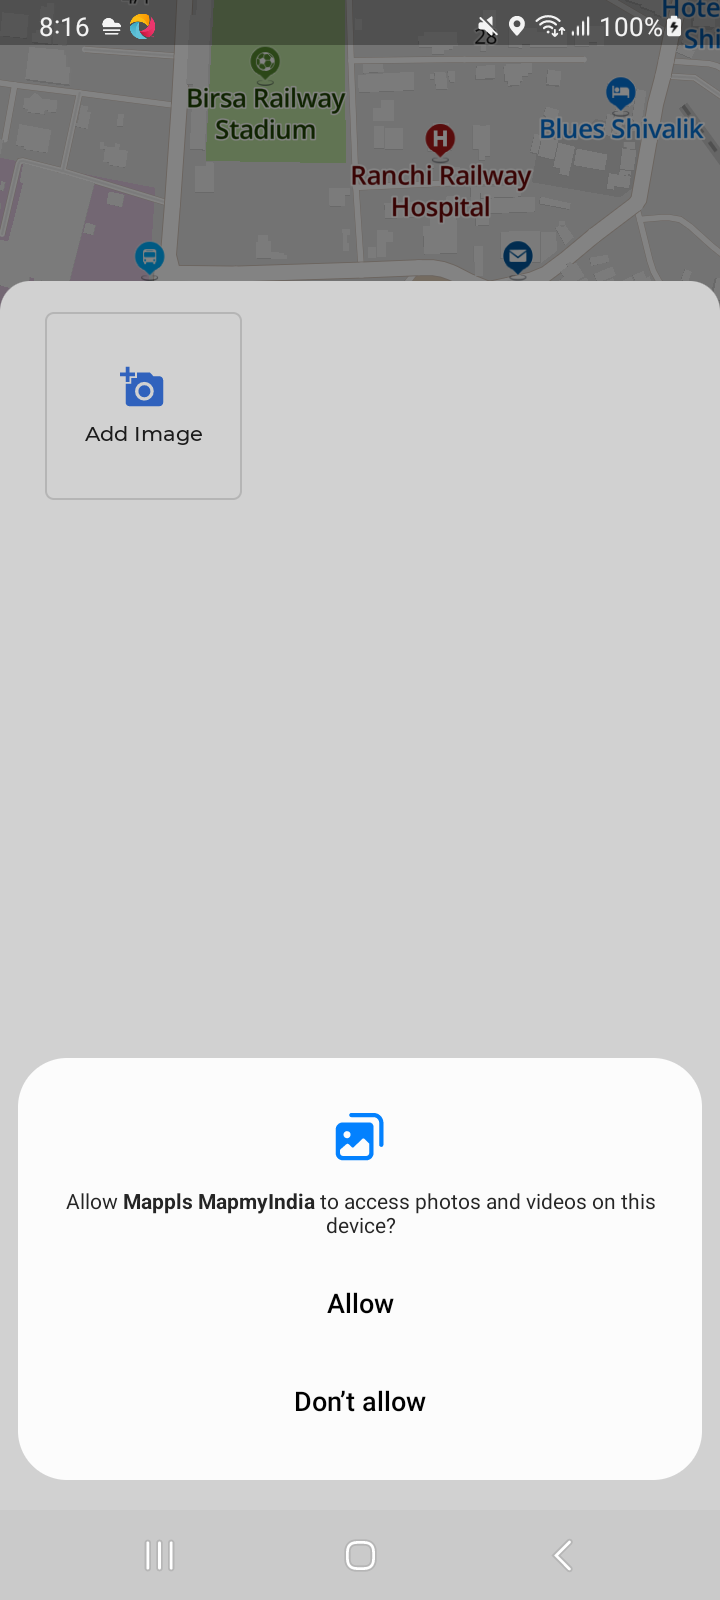 8:16
100%
28
Hote
Shi
Birsa Railway
Stadium
Blues Shivalik
Ranchi Railway
Hospital
Add Image
Allow Mappls MapmyIndia to access photos and videos on this
device?
Allow
Don't allow